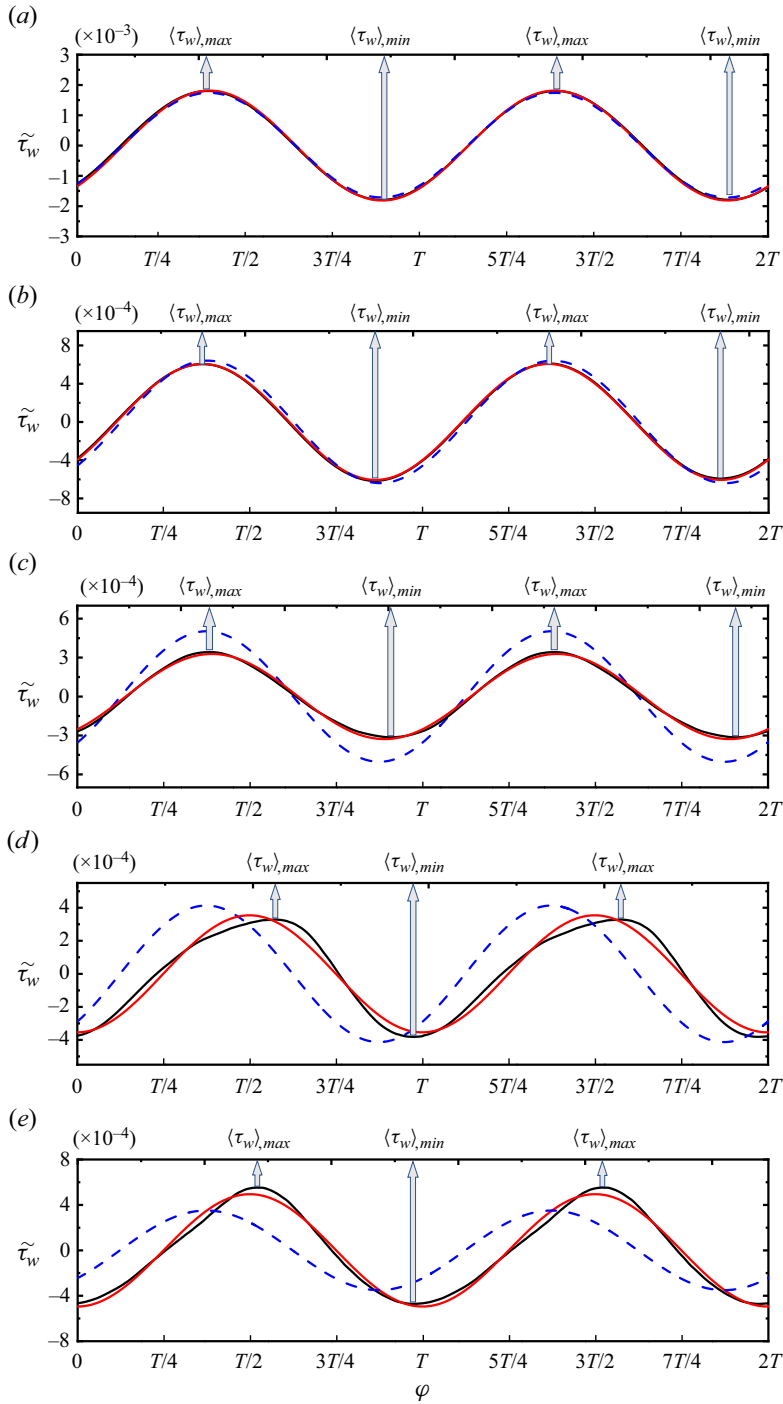 (a)
(×10–3) ⟨τw⟩,max ⟨τw⟩,min ⟨τw⟩,max ⟨τw⟩,min
3
2
1
0
–1
–2
–3
τ̃w
0 T/4 T/2 3T/4 T 5T/4 3T/2 7T/4 2T
(b)
(×10–4) ⟨τw⟩,max ⟨τw⟩,min ⟨τw⟩,max ⟨τw⟩,min
8
4
0
–4
–8
τ̃w
0 T/4 T/2 3T/4 T 5T/4 3T/2 7T/4 2T
(c)
(×10–4) ⟨τw⟩,max ⟨τw⟩,min ⟨τw⟩,max ⟨τw⟩,min
6
3
0
–3
–6
τ̃w
0 T/4 T/2 3T/4 T 5T/4 3T/2 7T/4 2T
(d)
(×10–4) ⟨τw⟩,max ⟨τw⟩,min ⟨τw⟩,max
4
2
0
–2
–4
τ̃w
0 T/4 T/2 3T/4 T 5T/4 3T/2 7T/4 2T
(e)
(×10–4) ⟨τw⟩,max ⟨τw⟩,min ⟨τw⟩,max
8
4
0
–4
–8
τ̃w
0 T/4 T/2 3T/4 T 5T/4 3T/2 7T/4 2T
φ